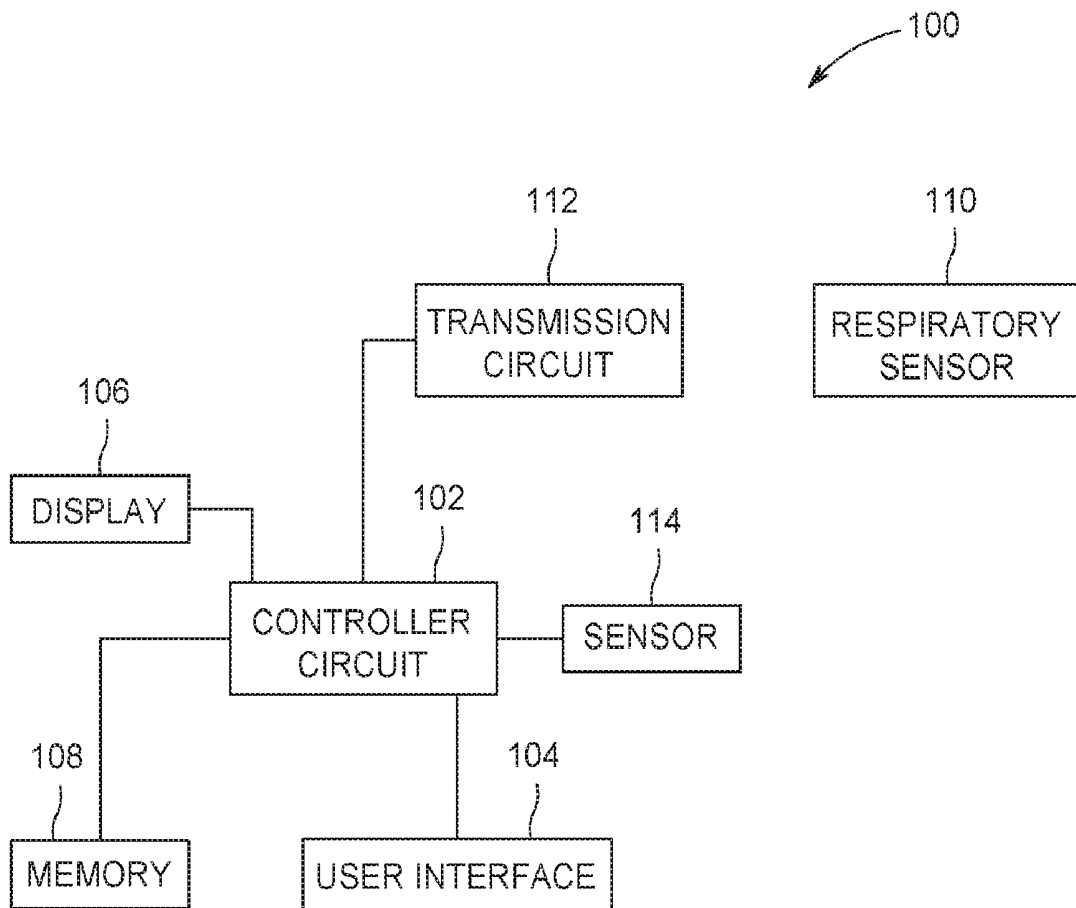 100
112
110
TRANSMISSION
CIRCUIT
RESPIRATORY
SENSOR
106
DISPLAY
102
114
CONTROLLER
CIRCUIT
SENSOR
108
104
MEMORY
USER INTERFACE